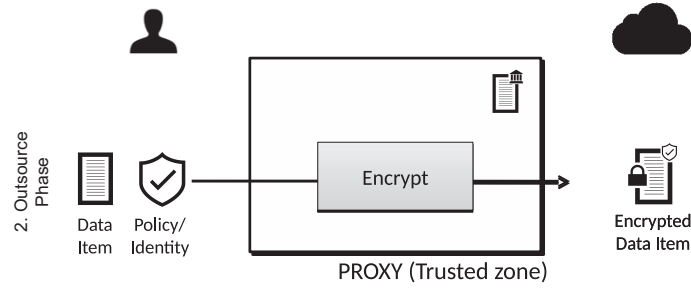 2. Outsource
Phase
Data
Item
Policy/
Identity
Encrypt
PROXY (Trusted zone)
Encrypted
Data Item